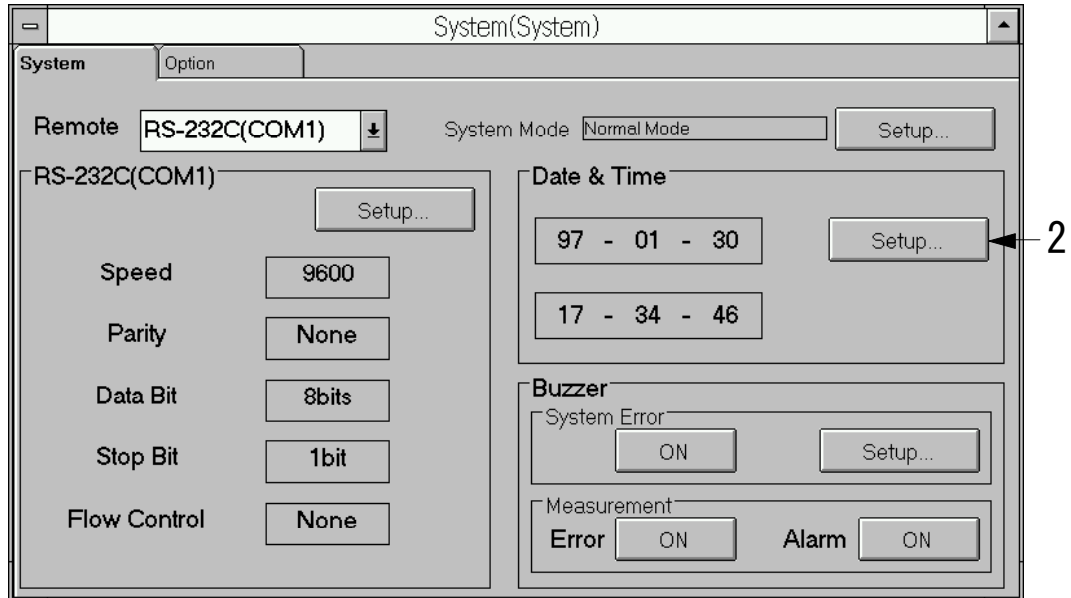 System(System)
System Option
Remote RS-232C(COM1) System Mode Normal Mode Setup...
RS-232C(COM1)
Setup...
Speed 9600
Parity None
Data Bit 8bits
Stop Bit 1bit
Flow Control None
Date & Time
97 - 01 - 30 Setup... 2
17 - 34 - 46
Buzzer
System Error
ON Setup...
Measurement
Error ON Alarm ON